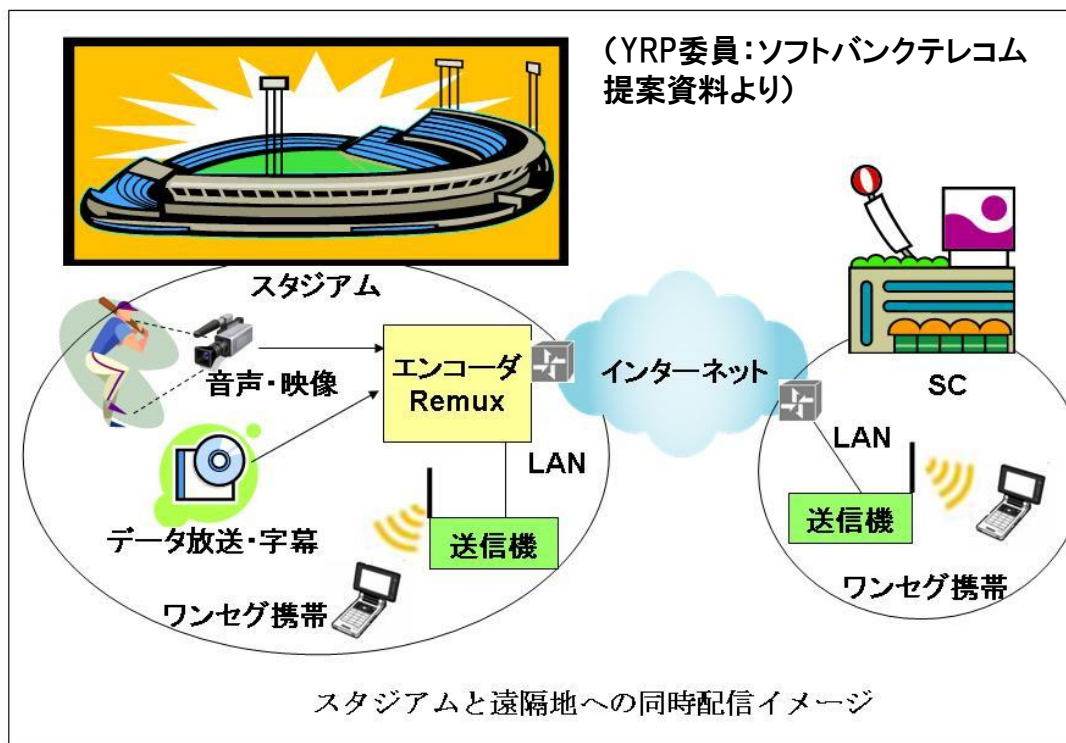 （YRP委員：ソフトバンクテレコム
提案資料より）
スタジアム
音声・映像
エンコーダ
Remux
インターネット
SC
LAN
LAN
データ放送・字幕
送信機
送信機
ワンセグ携帯
ワンセグ携帯
スタジアムと遠隔地への同時配信イメージ